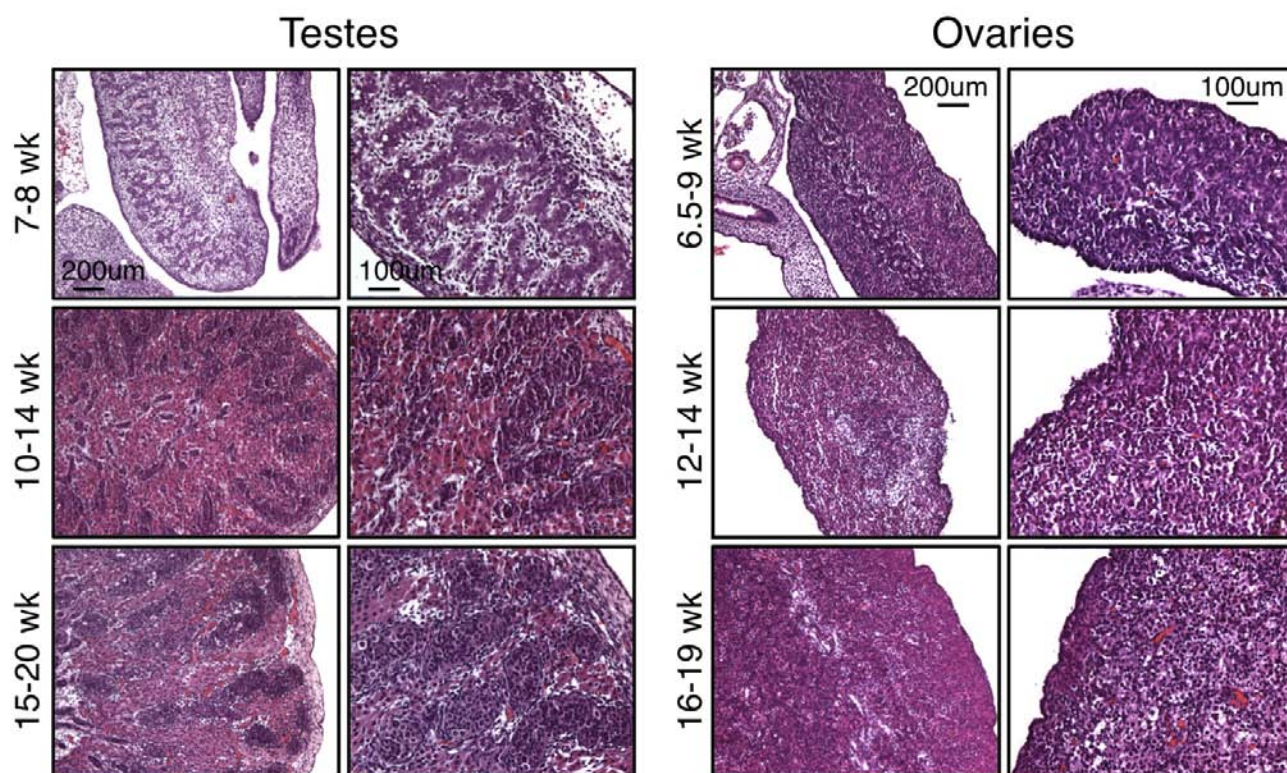 Testes
Ovaries
7-8 wk
200um
100um
6.5-9 wk
200um
100um
10-14 wk
12-14 wk
15-20 wk
16-19 wk